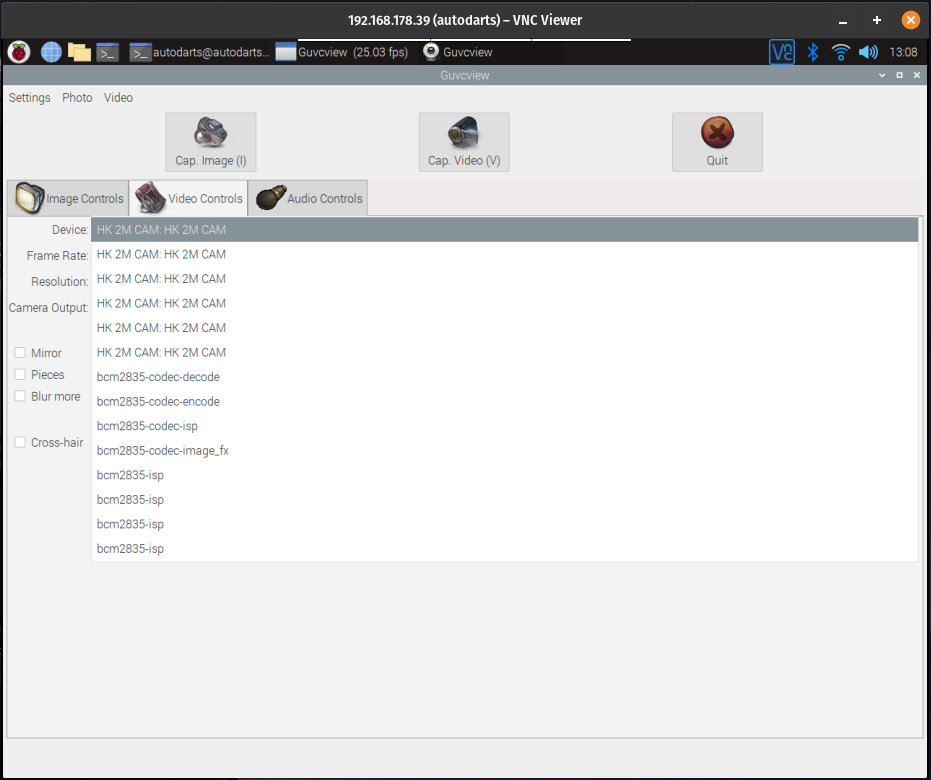 192.168.178.39 (autodarts) – VNC Viewer
autodarts@autodarts... Guvcview (25.03 fps) Guvcview 13:08
Guvcview
Settings Photo Video
Cap. Image (I) Cap. Video (V) Quit
Image Controls Video Controls Audio Controls
Device: HK 2M CAM: HK 2M CAM
Frame Rate: HK 2M CAM: HK 2M CAM
Resolution: HK 2M CAM: HK 2M CAM
Camera Output: HK 2M CAM: HK 2M CAM
HK 2M CAM: HK 2M CAM
Mirror HK 2M CAM: HK 2M CAM
Pieces bcm2835-codec-decode
Blur more bcm2835-codec-encode
bcm2835-codec-isp
Cross-hair bcm2835-codec-image_fx
bcm2835-isp
bcm2835-isp
bcm2835-isp
bcm2835-isp